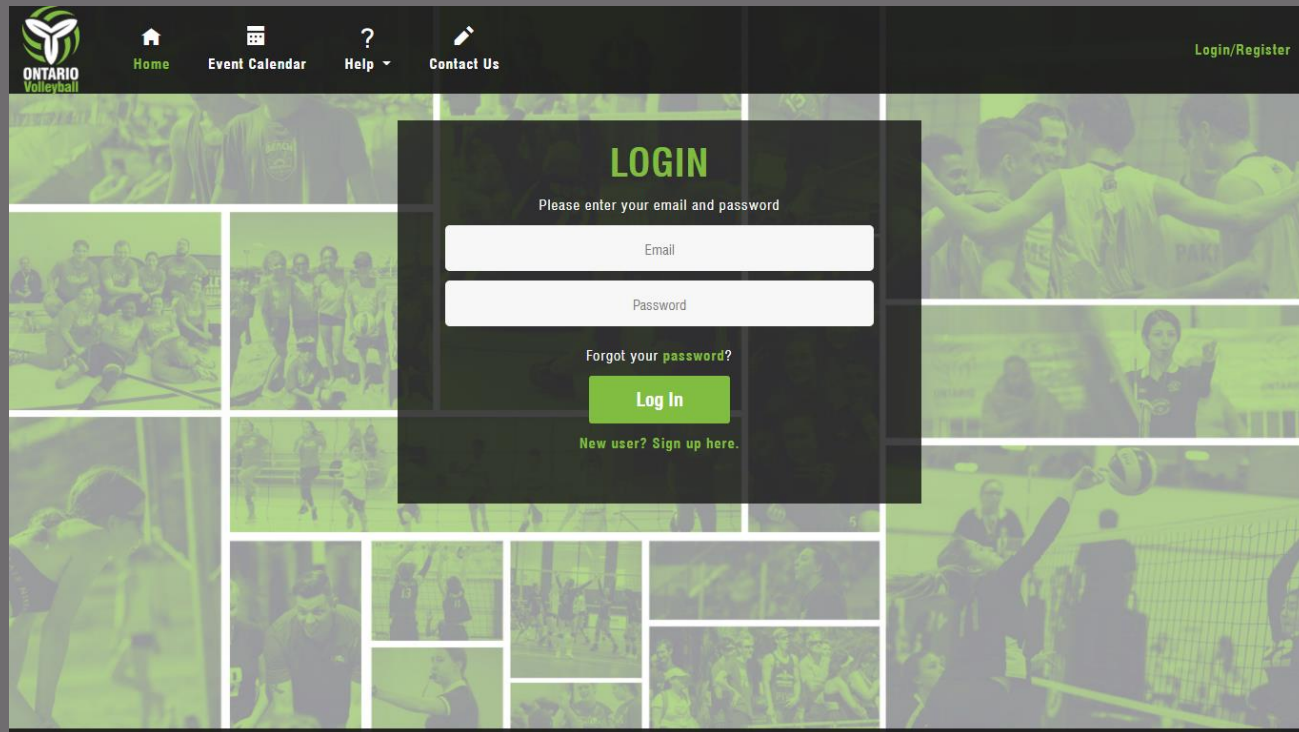 ONTARIO
Volleyball
Home
Event Calendar
Help
Contact Us
Login/Register
LOGIN
Please enter your email and password
Email
Password
Forgot your password?
Log In
New user? Sign up here.